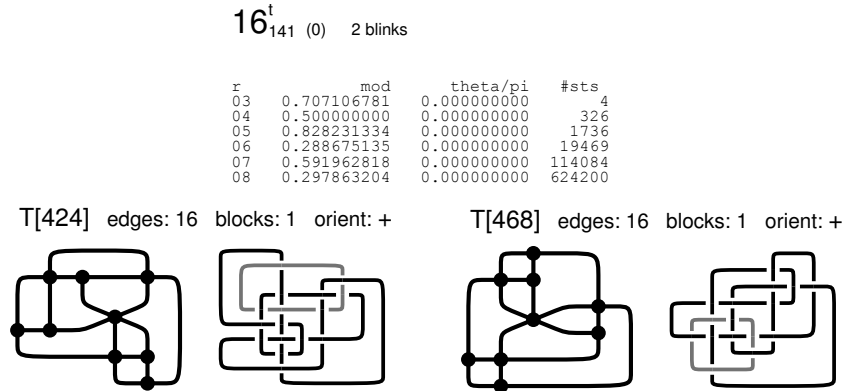 16ᵗ₁₄₁ (0) 2 blinks
r mod theta/pi #sts
03 0.707106781 0.000000000 4
04 0.500000000 0.000000000 326
05 0.828231334 0.000000000 1736
06 0.288675135 0.000000000 19469
07 0.591962818 0.000000000 114084
08 0.297863204 0.000000000 624200
T[424] edges: 16 blocks: 1 orient: +
T[468] edges: 16 blocks: 1 orient: +